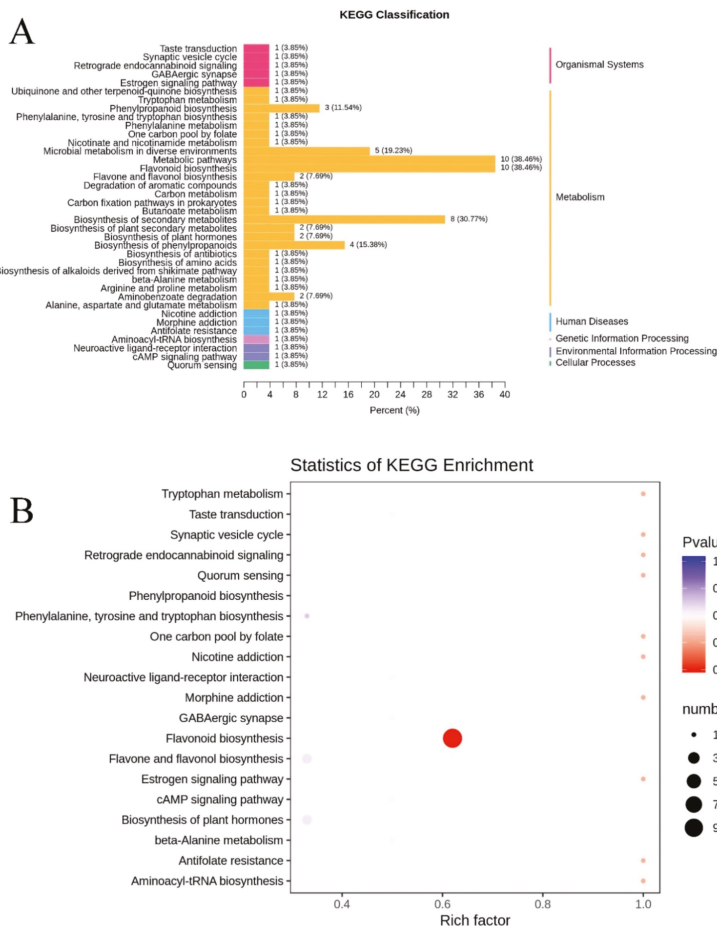 KEGG Classification
A
Taste transduction 1 (3.85%)
Synaptic vesicle cycle 1 (3.85%)
Retrograde endocannabinoid signaling 1 (3.85%)
GABAergic synapse 1 (3.85%)
Estrogen signaling pathway 1 (3.85%)
Ubiquinone and other terpenoid-quinone biosynthesis 1 (3.85%)
Tryptophan metabolism 1 (3.85%)
Phenylpropanoid biosynthesis 3 (11.54%)
Phenylalanine, tyrosine and tryptophan biosynthesis 1 (3.85%)
Phenylalanine metabolism 1 (3.85%)
One carbon pool by folate 1 (3.85%)
Nicotinate and nicotinamide metabolism 1 (3.85%)
Microbial metabolism in diverse environments 5 (19.23%)
Metabolic pathways 10 (38.46%)
Flavonoid biosynthesis 10 (38.46%)
Flavone and flavonol biosynthesis 2 (7.69%)
Degradation of aromatic compounds 1 (3.85%)
Carbon metabolism 1 (3.85%)
Carbon fixation pathways in prokaryotes 1 (3.85%)
Butanoate metabolism 1 (3.85%)
Biosynthesis of secondary metabolites 8 (30.77%)
Biosynthesis of plant secondary metabolites 2 (7.69%)
Biosynthesis of plant hormones 2 (7.69%)
Biosynthesis of phenylpropanoids 4 (15.38%)
Biosynthesis of antibiotics 1 (3.85%)
Biosynthesis of amino acids 1 (3.85%)
Biosynthesis of alkaloids derived from shikimate pathway 1 (3.85%)
beta-Alanine metabolism 1 (3.85%)
Arginine and proline metabolism 1 (3.85%)
Aminobenzoate degradation 2 (7.69%)
Alanine, aspartate and glutamate metabolism 1 (3.85%)
Nicotine addiction 1 (3.85%)
Morphine addiction 1 (3.85%)
Antifolate resistance 1 (3.85%)
Aminoacyl-tRNA biosynthesis 1 (3.85%)
Neuroactive ligand-receptor interaction 1 (3.85%)
cAMP signaling pathway 1 (3.85%)
Quorum sensing 1 (3.85%)
Organismal Systems
Metabolism
Human Diseases
Genetic Information Processing
Environmental Information Processing
Cellular Processes
0 4 8 12 16 20 24 28 32 36 40
Percent (%)
Statistics of KEGG Enrichment
B
Tryptophan metabolism
Taste transduction
Synaptic vesicle cycle
Retrograde endocannabinoid signaling
Quorum sensing
Phenylpropanoid biosynthesis
Phenylalanine, tyrosine and tryptophan biosynthesis
One carbon pool by folate
Nicotine addiction
Neuroactive ligand-receptor interaction
Morphine addiction
GABAergic synapse
Flavonoid biosynthesis
Flavone and flavonol biosynthesis
Estrogen signaling pathway
cAMP signaling pathway
Biosynthesis of plant hormones
beta-Alanine metabolism
Antifolate resistance
Aminoacyl-tRNA biosynthesis
0.4 0.6 0.8 1.0
Rich factor
1
3
5
7
9